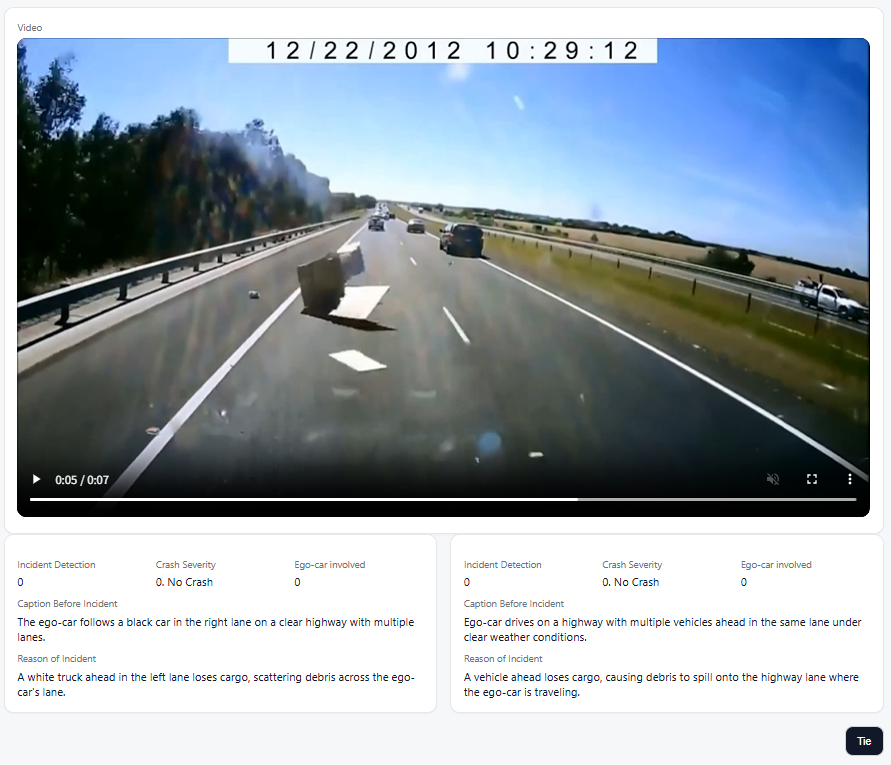 Video
12/22/2012 10:29:12
0:05 / 0:07
Incident Detection
Crash Severity
Ego-car involved
0
0. No Crash
0
Caption Before Incident
The ego-car follows a black car in the right lane on a clear highway with multiple
lanes.
Reason of Incident
A white truck ahead in the left lane loses cargo, scattering debris across the ego-
car's lane.
Incident Detection
Crash Severity
Ego-car involved
0
0. No Crash
0
Caption Before Incident
Ego-car drives on a highway with multiple vehicles ahead in the same lane under
clear weather conditions.
Reason of Incident
A vehicle ahead loses cargo, causing debris to spill onto the highway lane where
the ego-car is traveling.
Tie